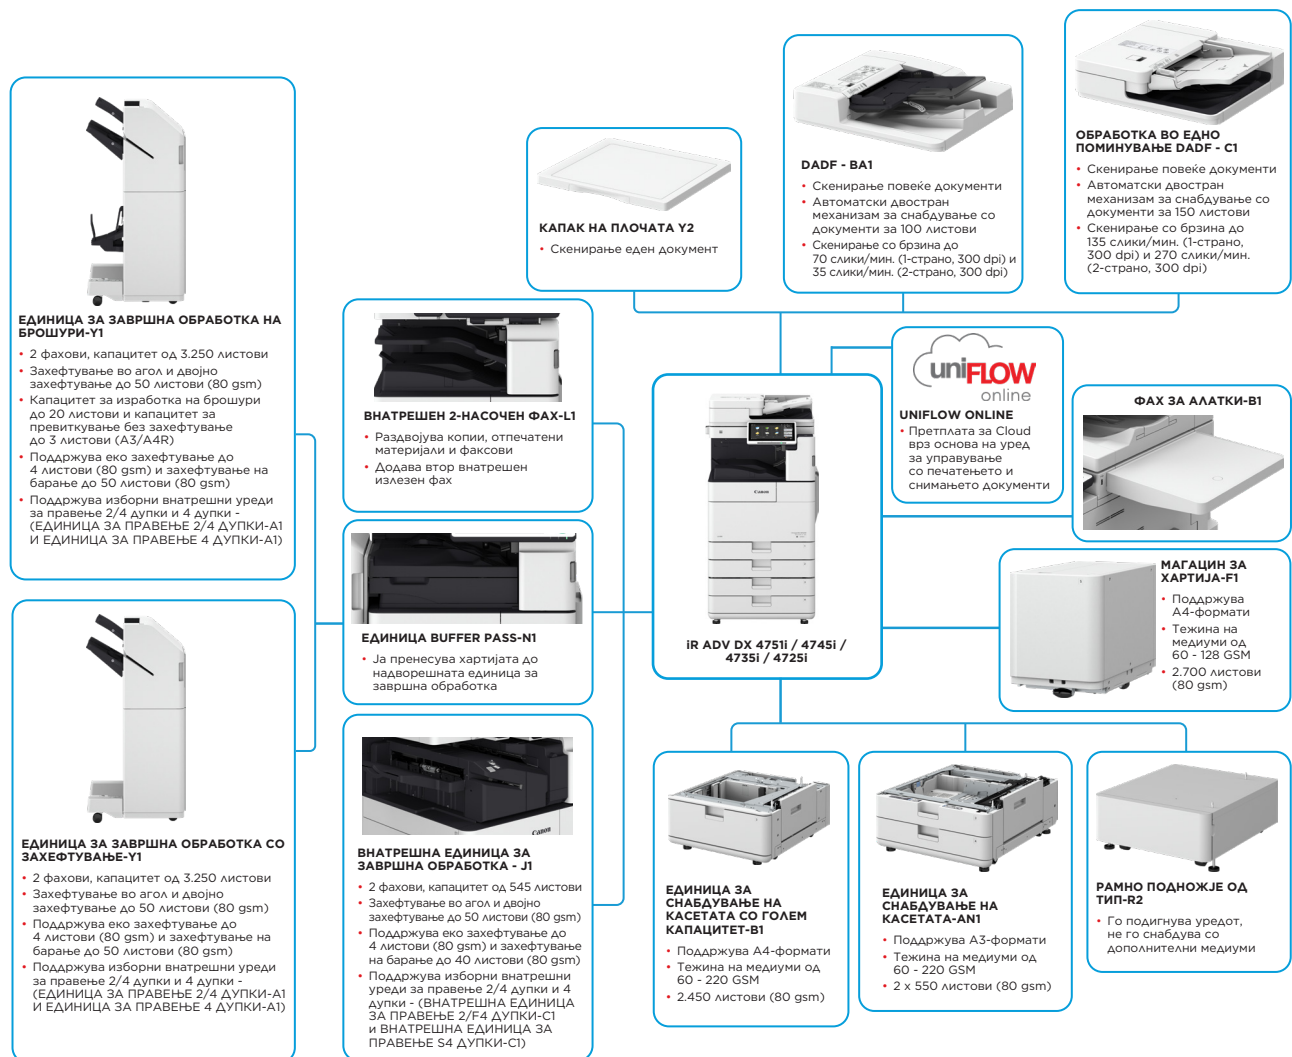 ЕДИНИЦА ЗА ЗАВРШНА ОБРАБОТКА НА
БРОШУРИ-Y1
• 2 фахови, капацитет од 3.250 листови
• Захефтување во агол и двојно
захефтување до 50 листови (80 gsm)
• Капацитет за изработка на брошури
до 20 листови и капацитет за
превиткување без захефтување
до 3 листови (A3/A4R)
• Поддржува еко захефтување до
4 листови (80 gsm) и захефтување на
барање до 50 листови (80 gsm)
• Поддржува изборни внатрешни уреди
за правење 2/4 дупки и 4 дупки -
(ЕДИНИЦА ЗА ПРАВЕЊЕ 2/4 ДУПКИ-A1
И ЕДИНИЦА ЗА ПРАВЕЊЕ 4 ДУПКИ-A1)
ЕДИНИЦА ЗА ЗАВРШНА ОБРАБОТКА СО
ЗАХЕФТУВАЊЕ-Y1
• 2 фахови, капацитет од 3.250 листови
• Захефтување во агол и двојно
захефтување до 50 листови (80 gsm)
• Поддржува еко захефтување до
4 листови (80 gsm) и захефтување на
барање до 50 листови (80 gsm)
• Поддржува изборни внатрешни уреди
за правење 2/4 дупки и 4 дупки -
(ЕДИНИЦА ЗА ПРАВЕЊЕ 2/4 ДУПКИ-A1
И ЕДИНИЦА ЗА ПРАВЕЊЕ 4 ДУПКИ-A1)
ВНАТРЕШЕН 2-НАСОЧЕН ФАХ-L1
• Раздвојува копии, отпечатени
материјали и факсови
• Додава втор внатрешен
излезен фах
ЕДИНИЦА BUFFER PASS-N1
• Ја пренесува хартијата до
надворешната единица за
завршна обработка
Canon
ВНАТРЕШНА ЕДИНИЦА ЗА
ЗАВРШНА ОБРАБОТКА - J1
• 2 фахови, капацитет од 545 листови
• Захефтување во агол и двојно
захефтување до 50 листови (80 gsm)
• Поддржува еко захефтување до
4 листови (80 gsm) и захефтување
на барање до 40 листови (80 gsm)
• Поддржува изборни внатрешни
уреди за правење 2/4 дупки и 4
дупки - (ВНАТРЕШНА ЕДИНИЦА
ЗА ПРАВЕЊЕ 2/F4 ДУПКИ-C1
и ВНАТРЕШНА ЕДИНИЦА ЗА
ПРАВЕЊЕ S4 ДУПКИ-C1)
КАПАК НА ПЛОЧАТА Y2
• Скенирање еден документ
DADF - BA1
• Скенирање повеќе документи
• Автоматски двостран
механизам за снабдување со
документи за 100 листови
• Скенирање со брзина до
70 слики/мин. (1-страно, 300 dpi) и
35 слики/мин. (2-страно, 300 dpi)
ОБРАБОТКА ВО ЕДНО
ПОМИНУВАЊЕ DADF - C1
• Скенирање повеќе документи
• Автоматски двостран
механизам за снабдување со
документи за 150 листови
• Скенирање со брзина до
135 слики/мин. (1-страно,
300 dpi) и 270 слики/мин.
(2-страно, 300 dpi)
Canon
iR ADV DX 4751i / 4745i /
4735i / 4725i
uniFLOW
online
UNIFLOW ONLINE
• Претплата за Cloud
врз основа на уред
за управување
со печатењето и
снимањето документи
ФАХ ЗА АЛАТКИ-B1
МАГАЦИН ЗА
ХАРТИЈА-F1
• Поддржува
A4-формати
• Тежина на
медиуми од
60 - 128 GSM
• 2.700 листови
(80 gsm)
ЕДИНИЦА ЗА
СНАБДУВАЊЕ НА
КАСЕТАТА СО ГОЛЕМ
КАПАЦИТЕТ-B1
• Поддржува A4-формати
• Тежина на медиуми од
60 - 220 GSM
• 2.450 листови (80 gsm)
ЕДИНИЦА ЗА
СНАБДУВАЊЕ НА
КАСЕТАТА-AN1
• Поддржува A3-формати
• Тежина на медиуми од
60 - 220 GSM
• 2 x 550 листови (80 gsm)
РАМНО ПОДНОЖЈЕ ОД
ТИП-R2
• Го подигнува уредот,
не го снабдува со
дополнителни медиуми